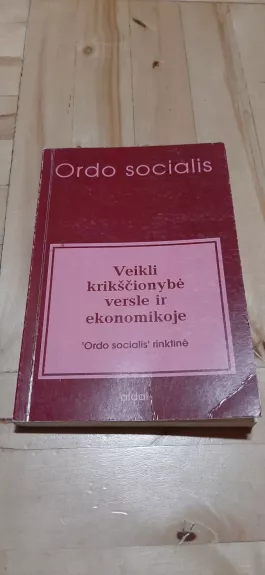 Ordo socialis
Veikli
krikščionybė
versle ir
ekonomikoje
'Ordo socialis' rinktinė
aidai